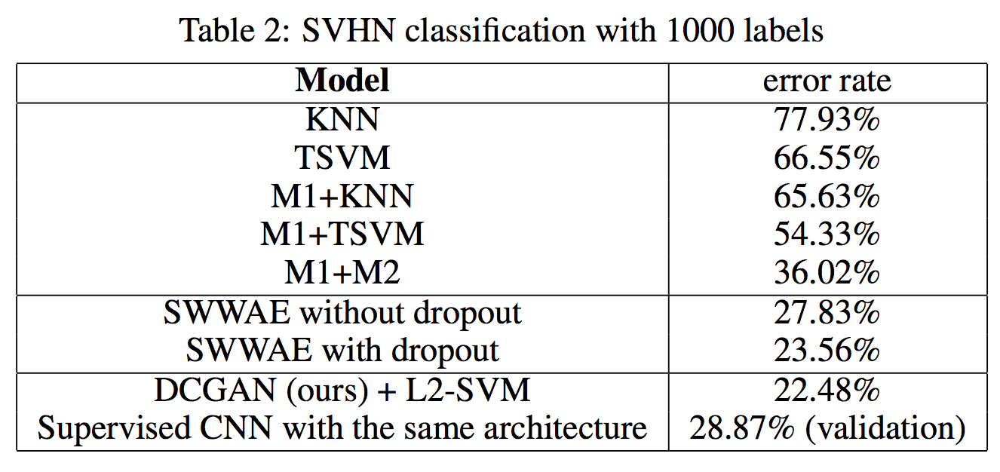 Table 2: SVHN classification with 1000 labels
Model error rate
KNN 77.93%
TSVM 66.55%
M1+KNN 65.63%
M1+TSVM 54.33%
M1+M2 36.02%
SWWAE without dropout 27.83%
SWWAE with dropout 23.56%
DCGAN (ours) + L2-SVM 22.48%
Supervised CNN with the same architecture 28.87% (validation)